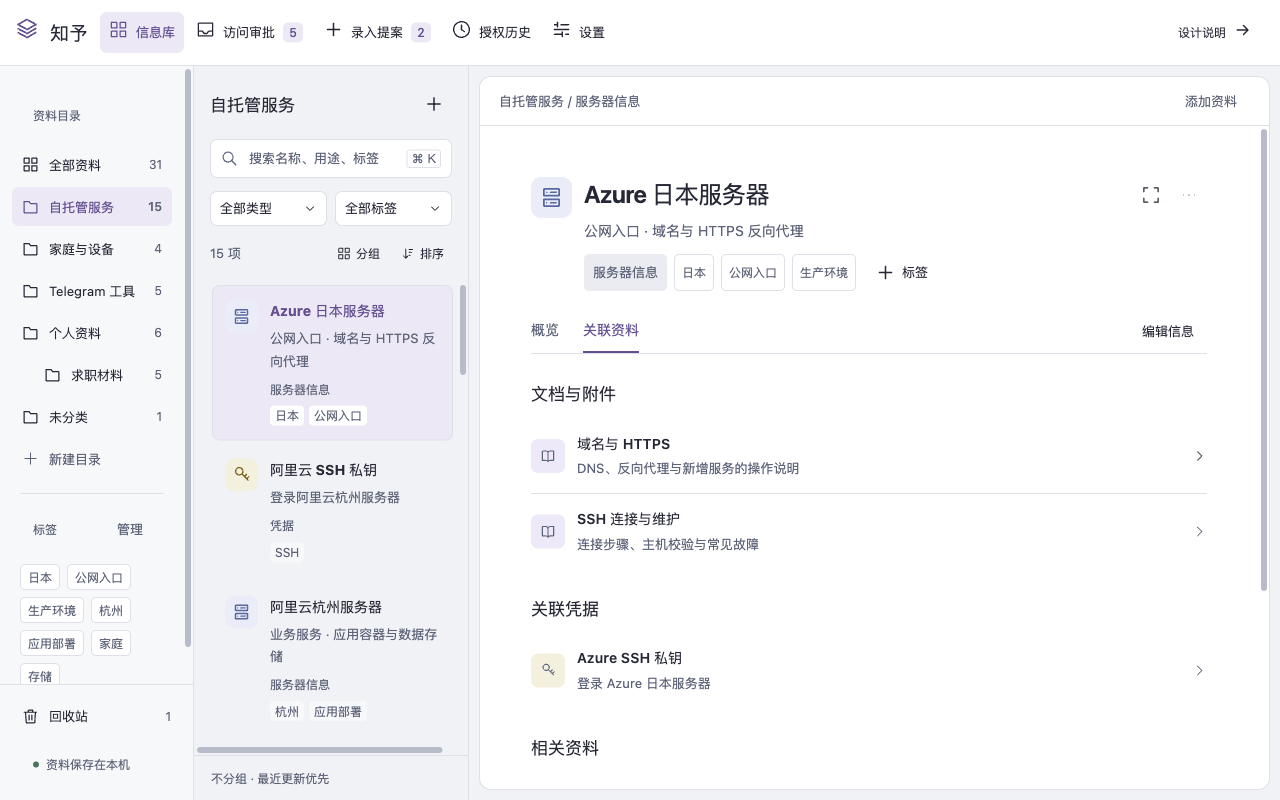 知予
信息库
访问审批 5
录入提案 2
授权历史
设置
设计说明
资料目录
全部资料 31
自托管服务 15
家庭与设备 4
Telegram 工具 5
个人资料 6
求职材料 5
未分类 1
新建目录
标签 管理
日本 公网入口
生产环境 杭州
应用部署 家庭
存储
回收站 1
资料保存在本机
自托管服务
搜索名称、用途、标签 ⌘ K
全部类型 全部标签
15 项 分组 排序
Azure 日本服务器
公网入口 · 域名与 HTTPS 反
向代理
服务器信息
日本 公网入口
阿里云 SSH 私钥
登录阿里云杭州服务器
凭据
SSH
阿里云杭州服务器
业务服务 · 应用容器与数据存
储
服务器信息
杭州 应用部署
不分组 · 最近更新优先
自托管服务 / 服务器信息 添加资料
Azure 日本服务器
公网入口 · 域名与 HTTPS 反向代理
服务器信息 日本 公网入口 生产环境 标签
概览 关联资料 编辑信息
文档与附件
域名与 HTTPS
DNS、反向代理与新增服务的操作说明
SSH 连接与维护
连接步骤、主机校验与常见故障
关联凭据
Azure SSH 私钥
登录 Azure 日本服务器
相关资料